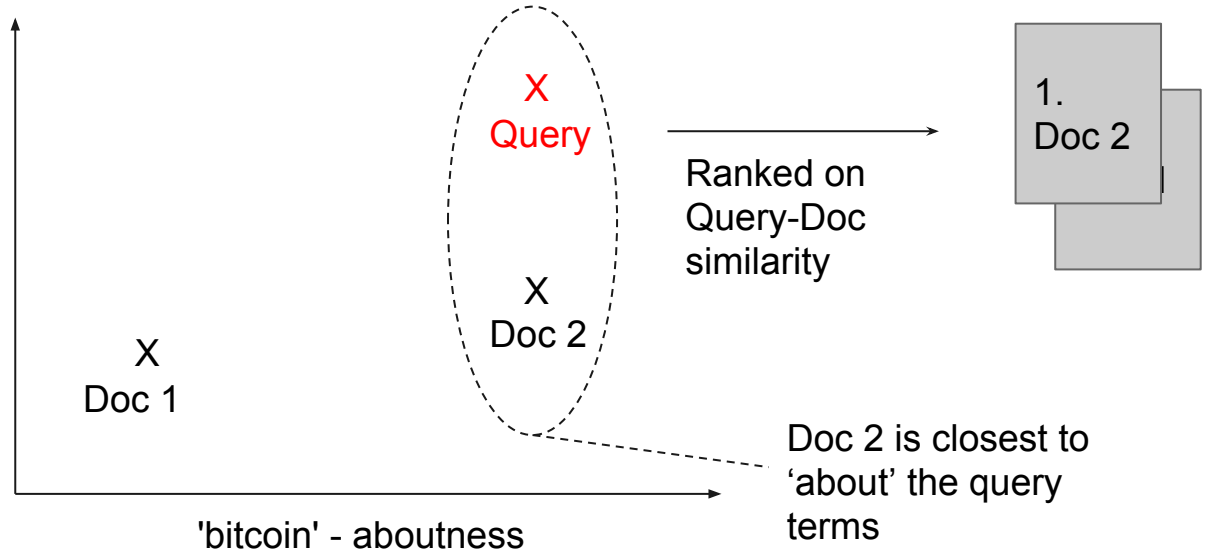 X
Query
X
Doc 2
X
Doc 1
'bitcoin' - aboutness
Ranked on
Query-Doc
similarity
1.
Doc 2
Doc 2 is closest to
‘about’ the query
terms